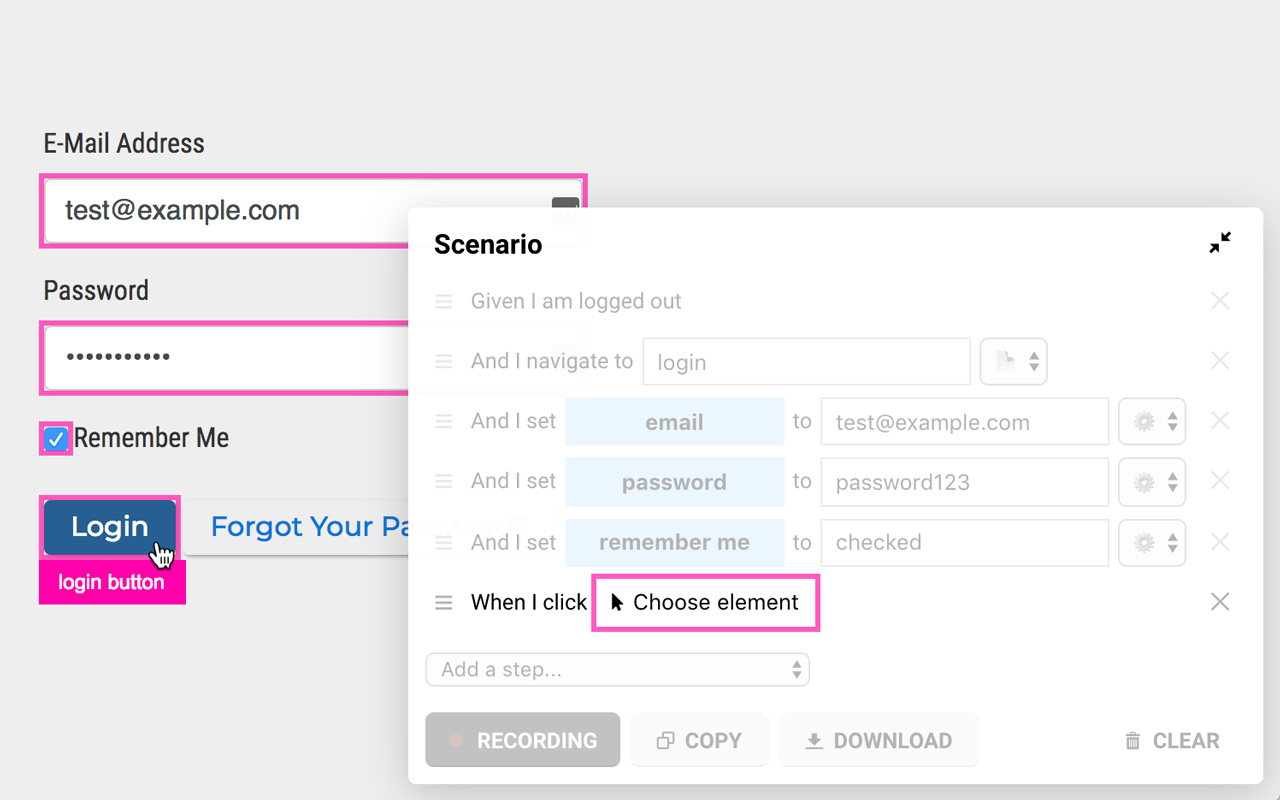 E-Mail Address
test@example.com
Password
•••••••••••
Remember Me
Login
Forgot Your Password?
login button
Scenario
Given I am logged out
And I navigate to login
And I set email to test@example.com
And I set password to password123
And I set remember me to checked
When I click Choose element
Add a step...
RECORDING COPY DOWNLOAD CLEAR